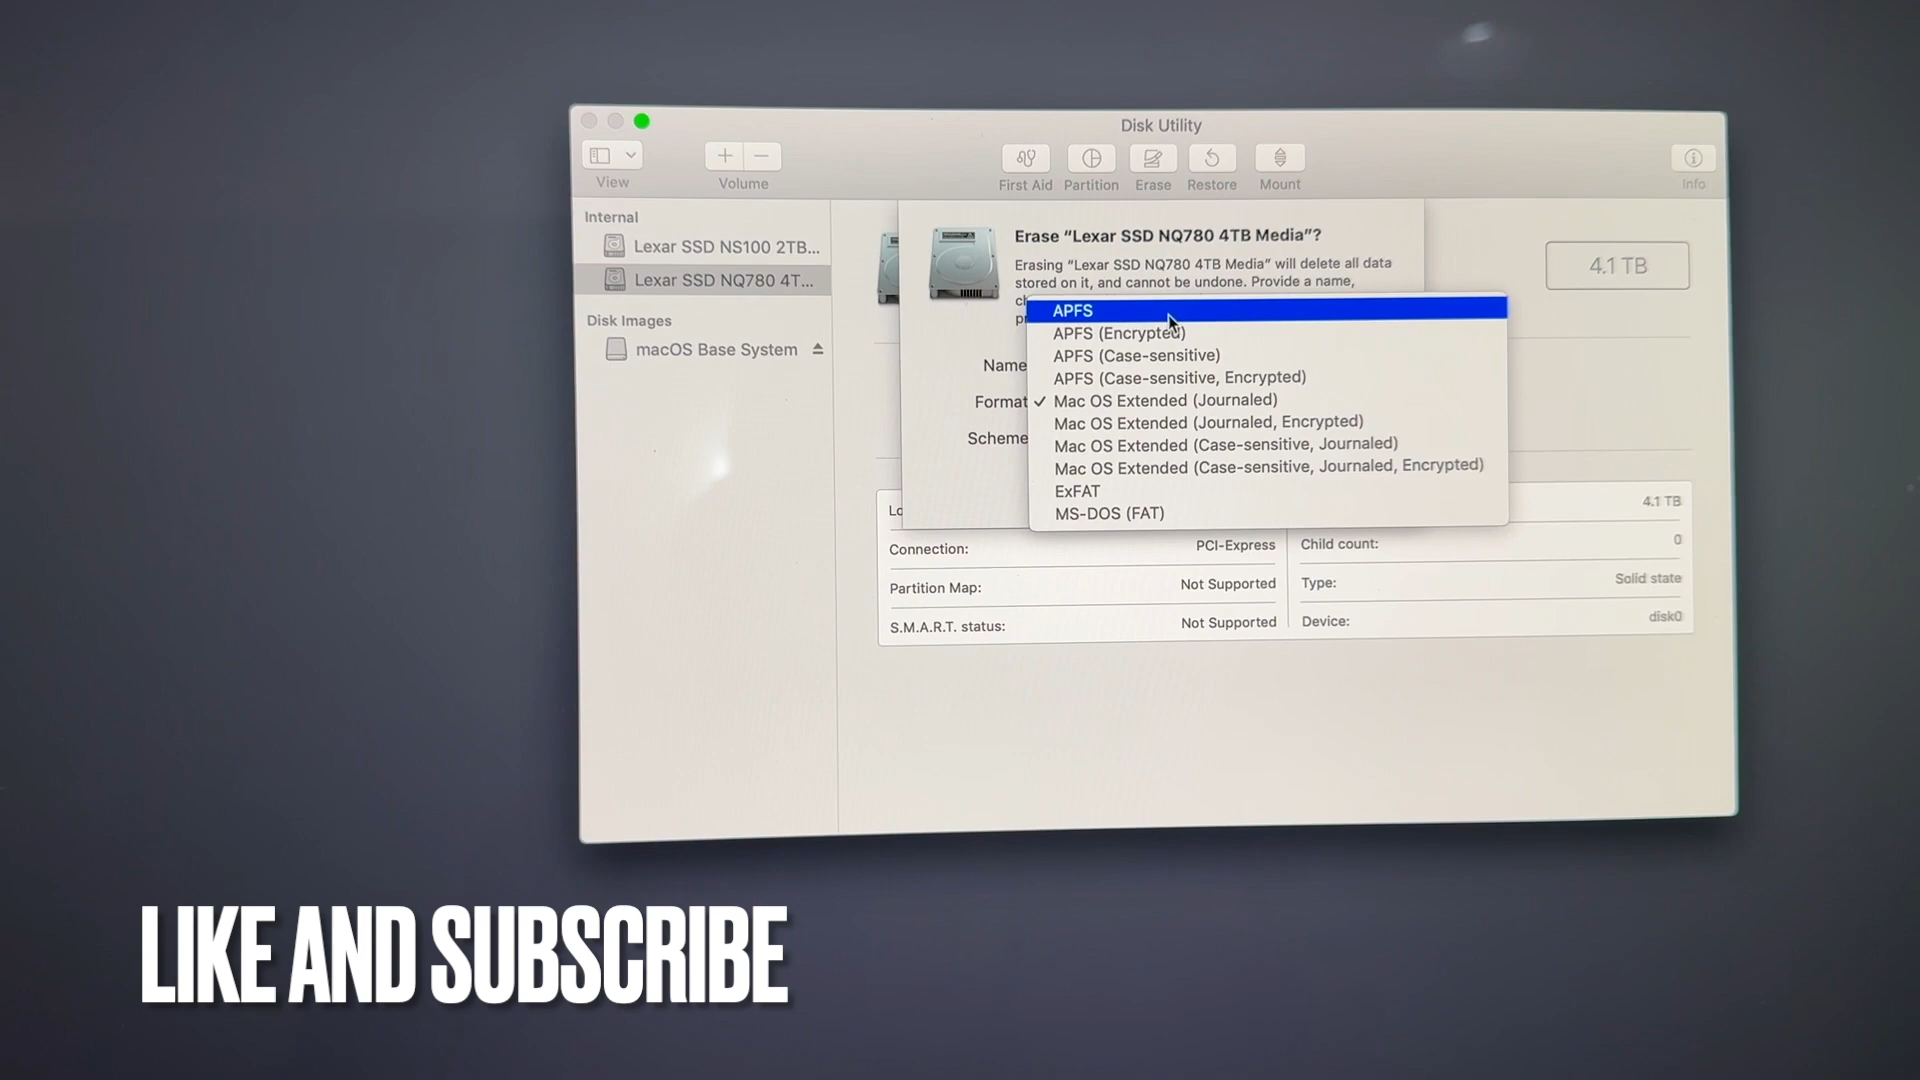 Disk Utility
View
Volume
First Aid
Partition
Erase
Restore
Mount
Info
Internal
Lexar SSD NS100 2TB...
Lexar SSD NQ780 4T...
Disk Images
macOS Base System
Erase “Lexar SSD NQ780 4TB Media”?
Erasing “Lexar SSD NQ780 4TB Media” will delete all data
stored on it, and cannot be undone. Provide a name,
4.1 TB
Name
Format
Scheme
APFS
APFS (Encrypted)
APFS (Case-sensitive)
APFS (Case-sensitive, Encrypted)
✓ Mac OS Extended (Journaled)
Mac OS Extended (Journaled, Encrypted)
Mac OS Extended (Case-sensitive, Journaled)
Mac OS Extended (Case-sensitive, Journaled, Encrypted)
ExFAT
MS-DOS (FAT)
4.1 TB
Connection: PCI-Express
Child count: 0
Partition Map: Not Supported
Type: Solid state
S.M.A.R.T. status: Not Supported
Device: disk0
LIKE AND SUBSCRIBE